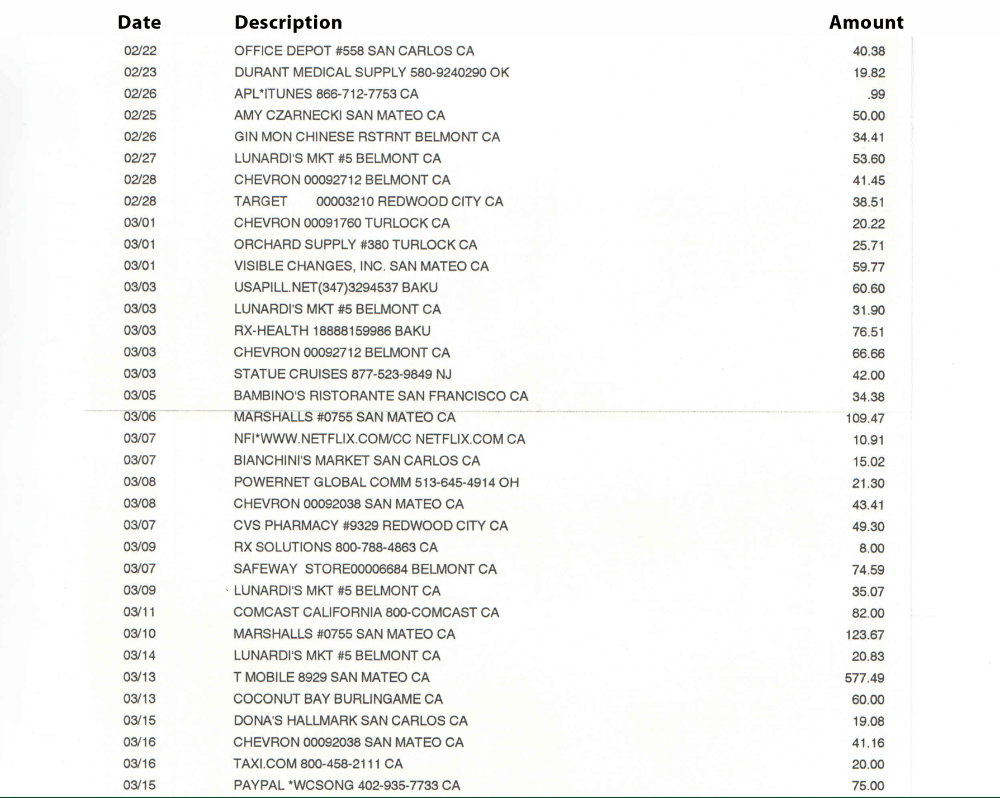 Date Description Amount
02/22 OFFICE DEPOT #558 SAN CARLOS CA 40.38
02/23 DURANT MEDICAL SUPPLY 580-9240290 OK 19.82
02/26 APL*ITUNES 866-712-7753 CA .99
02/25 AMY CZARNECKI SAN MATEO CA 50.00
02/26 GIN MON CHINESE RSTRNT BELMONT CA 34.41
02/27 LUNARDI'S MKT #5 BELMONT CA 53.60
02/28 CHEVRON 00092712 BELMONT CA 41.45
02/28 TARGET 00003210 REDWOOD CITY CA 38.51
03/01 CHEVRON 00091760 TURLOCK CA 20.22
03/01 ORCHARD SUPPLY #380 TURLOCK CA 25.71
03/01 VISIBLE CHANGES, INC. SAN MATEO CA 59.77
03/03 USAPILL.NET(347)3294537 BAKU 60.60
03/03 LUNARDI'S MKT #5 BELMONT CA 31.90
03/03 RX-HEALTH 18888159986 BAKU 76.51
03/03 CHEVRON 00092712 BELMONT CA 66.66
03/03 STATUE CRUISES 877-523-9849 NJ 42.00
03/05 BAMBINO'S RISTORANTE SAN FRANCISCO CA 34.38
03/06 MARSHALLS #0755 SAN MATEO CA 109.47
03/07 NFI*WWW.NETFLIX.COM/CC NETFLIX.COM CA 10.91
03/07 BIANCHINI'S MARKET SAN CARLOS CA 15.02
03/08 POWERNET GLOBAL COMM 513-645-4914 OH 21.30
03/08 CHEVRON 00092038 SAN MATEO CA 43.41
03/07 CVS PHARMACY #9329 REDWOOD CITY CA 49.30
03/09 RX SOLUTIONS 800-788-4863 CA 8.00
03/07 SAFEWAY STORE00006684 BELMONT CA 74.59
03/09 LUNARDI'S MKT #5 BELMONT CA 35.07
03/11 COMCAST CALIFORNIA 800-COMCAST CA 82.00
03/10 MARSHALLS #0755 SAN MATEO CA 123.67
03/14 LUNARDI'S MKT #5 BELMONT CA 20.83
03/13 T MOBILE 8929 SAN MATEO CA 577.49
03/13 COCONUT BAY BURLINGAME CA 60.00
03/15 DONA'S HALLMARK SAN CARLOS CA 19.08
03/16 CHEVRON 00092038 SAN MATEO CA 41.16
03/16 TAXI.COM 800-458-2111 CA 20.00
03/15 PAYPAL *WCSONG 402-935-7733 CA 75.00